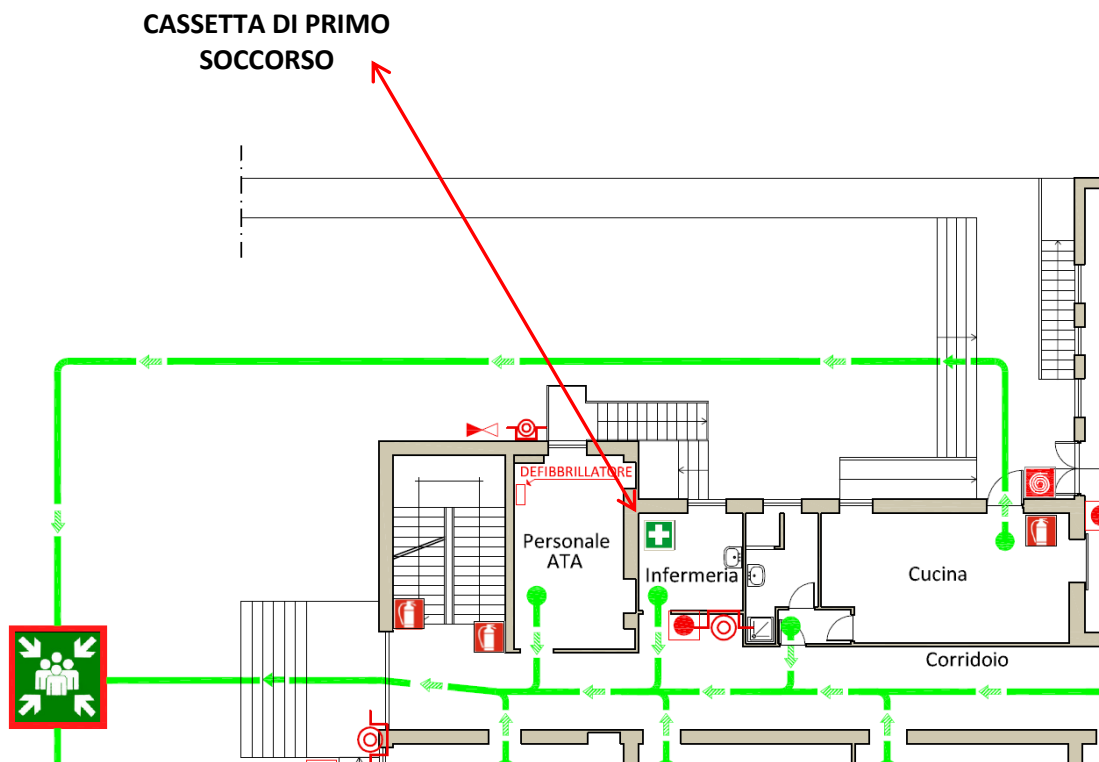 CASSETTA DI PRIMO
SOCCORSO
DEFIBBRILLATORE
Personale
ATA
Infermeria
Cucina
Corridoio